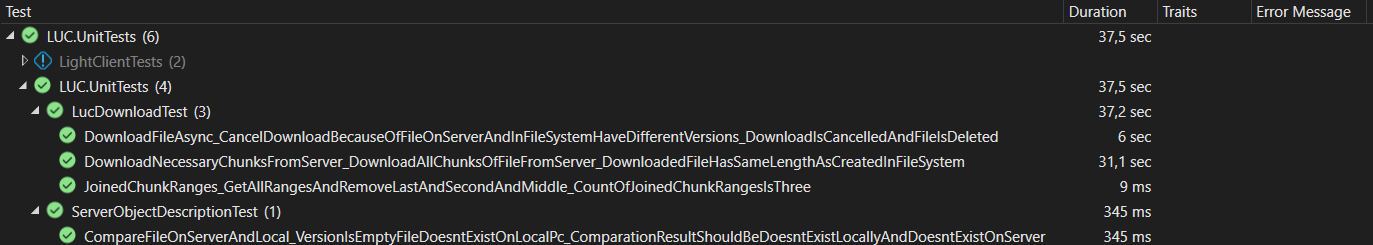 Test Duration Traits Error Message
LUC.UnitTests (6) 37,5 sec
LightClientTests (2)
LUC.UnitTests (4) 37,5 sec
LucDownloadTest (3) 37,2 sec
DownloadFileAsync_CancelDownloadBecauseOfFileOnServerAndInFileSystemHaveDifferentVersions_DownloadIsCancelledAndFileIsDeleted 6 sec
DownloadNecessaryChunksFromServer_DownloadAllChunksOfFileFromServer_DownloadedFileHasSameLengthAsCreatedInFileSystem 31,1 sec
JoinedChunkRanges_GetAllRangesAndRemoveLastAndSecondAndMiddle_CountOfJoinedChunkRangesIsThree 9 ms
ServerObjectDescriptionTest (1) 345 ms
CompareFileOnServerAndLocal_VersionIsEmptyFileDoesntExistOnLocalPc_ComparationResultShouldBeDoesntExistLocallyAndDoesntExistOnServer 345 ms